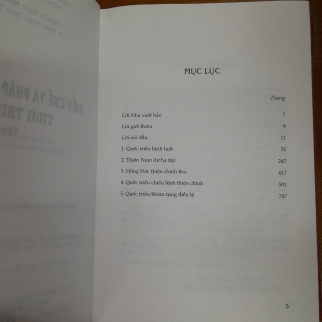 MỤC LỤC
Trang
Lời Nhà xuất bản 7
Lời giới thiệu 9
Lời nói đầu 11
1. Quốc triều hình luật 31
2. Thiên Nam dư hạ tập 247
3. Hồng Đức thiện chính thư 417
4. Quốc triều chiếu lệnh thiện chính 501
5. Quốc triều khám tụng điều lệ 797
5